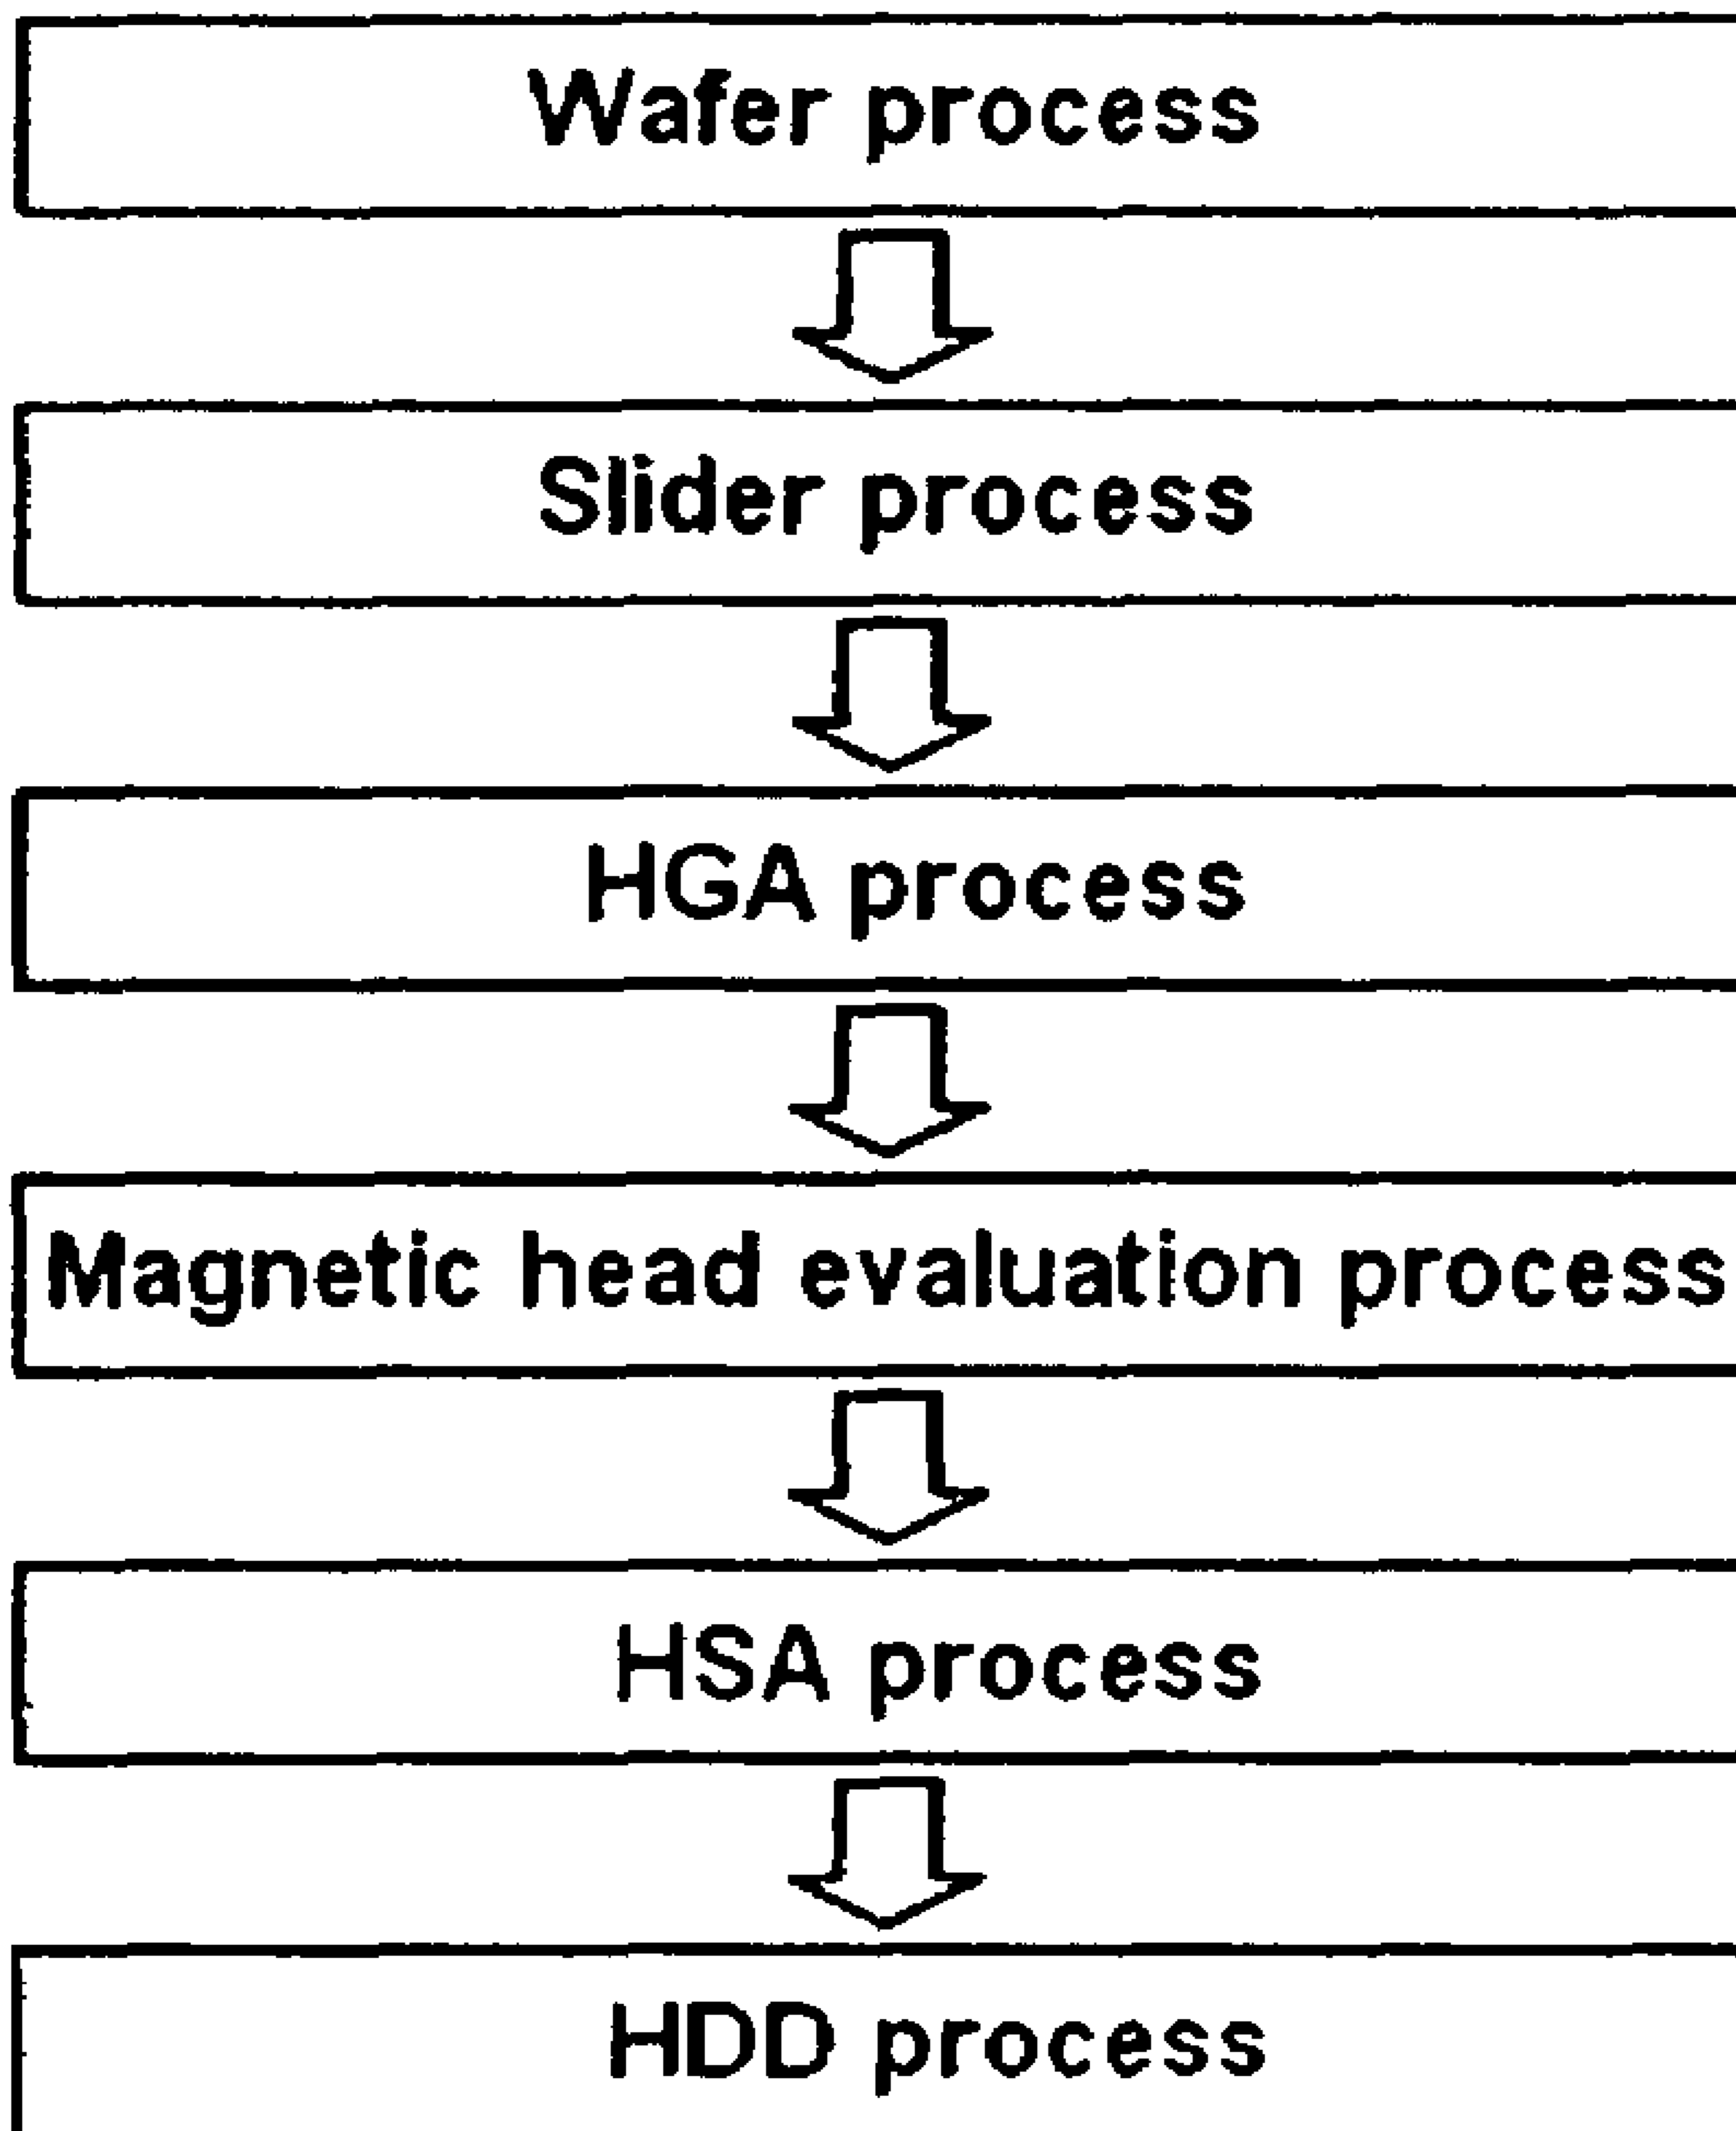 Wafer process
Slider process
HGA process
Magnetic head evaluation process
HSA process
HDD process